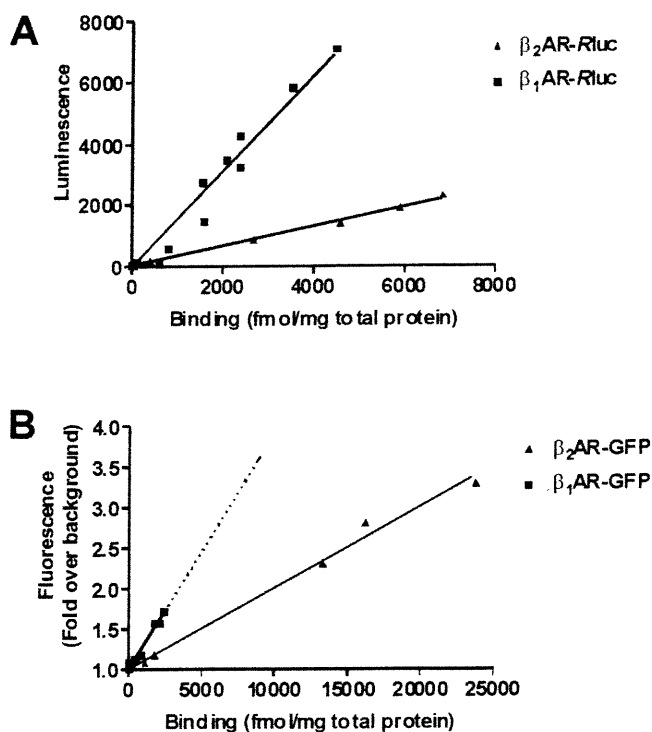 A
8000
6000
4000
2000
0
Luminescence
0 2000 4000 6000 8000
Binding (fmol/mg total protein)
β₂AR-Rluc
β₁AR-Rluc
B
4.0
3.5
3.0
2.5
2.0
1.5
1.0
Fluorescence
(Fold over background)
0 5000 10000 15000 20000 25000
Binding (fmol/mg total protein)
β₂AR-GFP
β₁AR-GFP